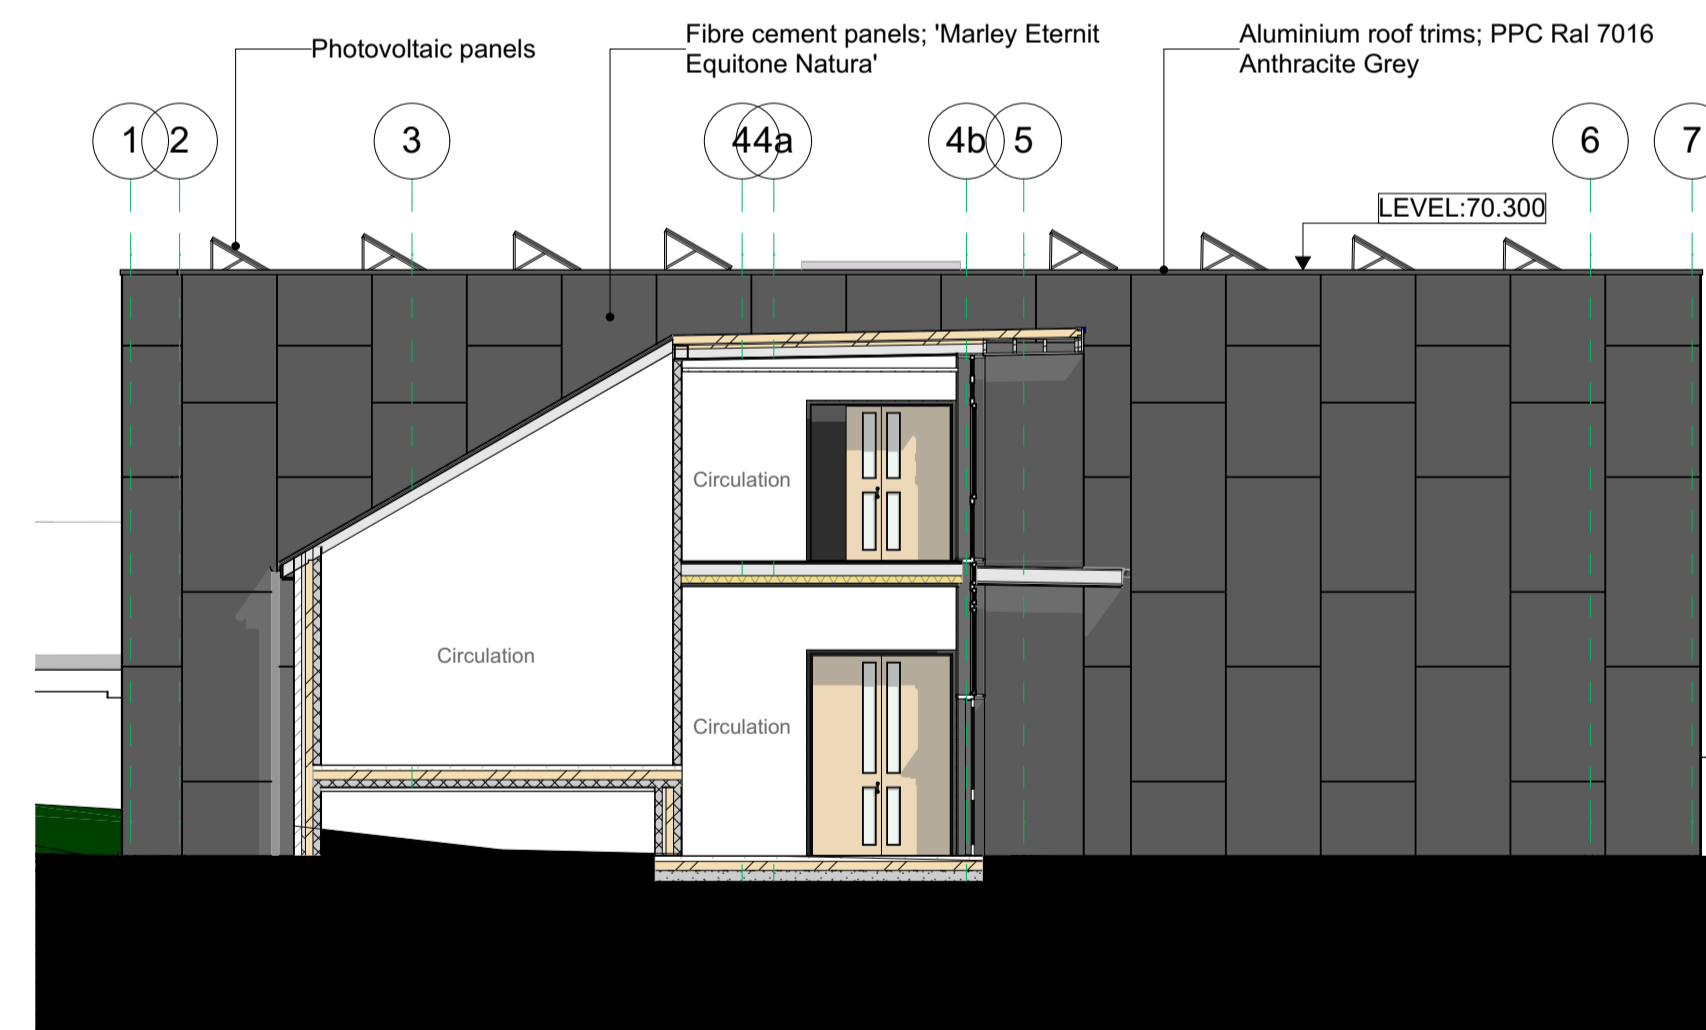 Photovoltaic panels
Fibre cement panels; 'Marley Eternit
Equitone Natura'
Aluminium roof trims; PPC Ral 7016
Anthracite Grey
1 2 3 4 4a 4b 5 6 7
LEVEL:70.300
Circulation
Circulation
Circulation